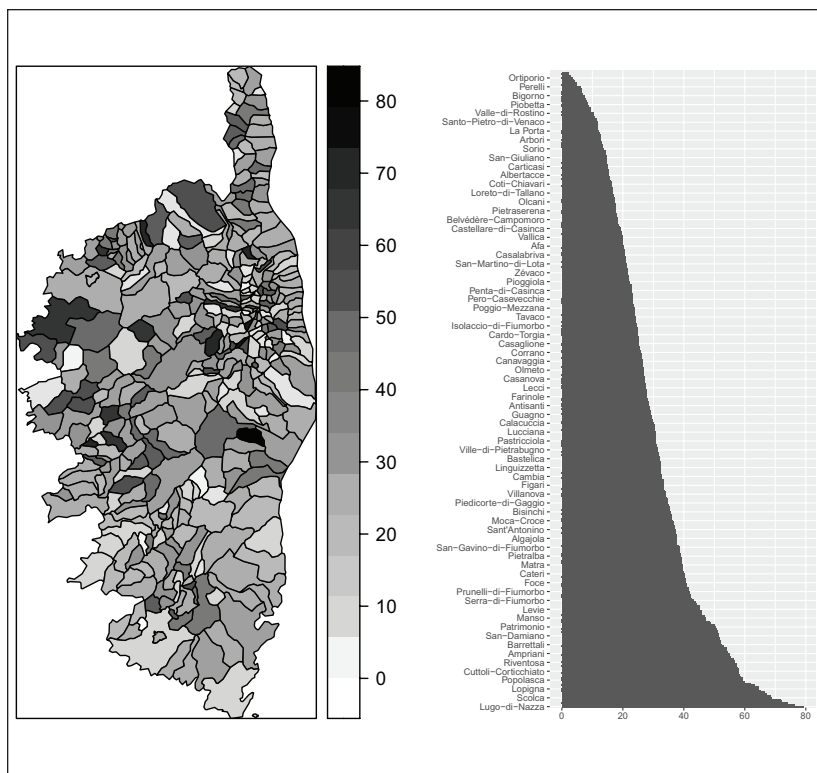 80
70
60
50
40
30
20
10
0
Ortiporio
Perelli
Bigorno
Piobetta
Valle-di-Rostino
Santo-Pietro-di-Venaco
La Porta
Arbori
Sorio
San-Giuliano
Carticasi
Albertacce
Coti-Chiavari
Loreto-di-Tallano
Olcani
Pietraserena
Belvédère-Campomoro
Castellare-di-Casinca
Vallica
Afa
Casalabriva
San-Martino-di-Lota
Zévaco
Pioggiola
Penta-di-Casinca
Pero-Casevecchie
Poggio-Mezzana
Tavaco
Isolaccio-di-Fiumorbo
Cardo-Torgia
Casaglione
Corrano
Canavaggia
Olmeto
Casanova
Lecci
Farinole
Antisanti
Guagno
Calacuccia
Lucciana
Pastricciola
Ville-di-Pietrabugno
Bastelica
Linguizzetta
Cambia
Figari
Villanova
Piedicorte-di-Gaggio
Bisinchi
Moca-Croce
Sant'Antonino
Algajola
San-Gavino-di-Fiumorbo
Pietralba
Matra
Cateri
Foce
Prunelli-di-Fiumorbo
Serra-di-Fiumorbo
Levie
Manso
Patrimonio
San-Damiano
Barrettali
Ampriani
Riventosa
Cuttoli-Corticchiato
Popolasca
Lopigna
Scolca
Lugo-di-Nazza
0 20 40 60 80